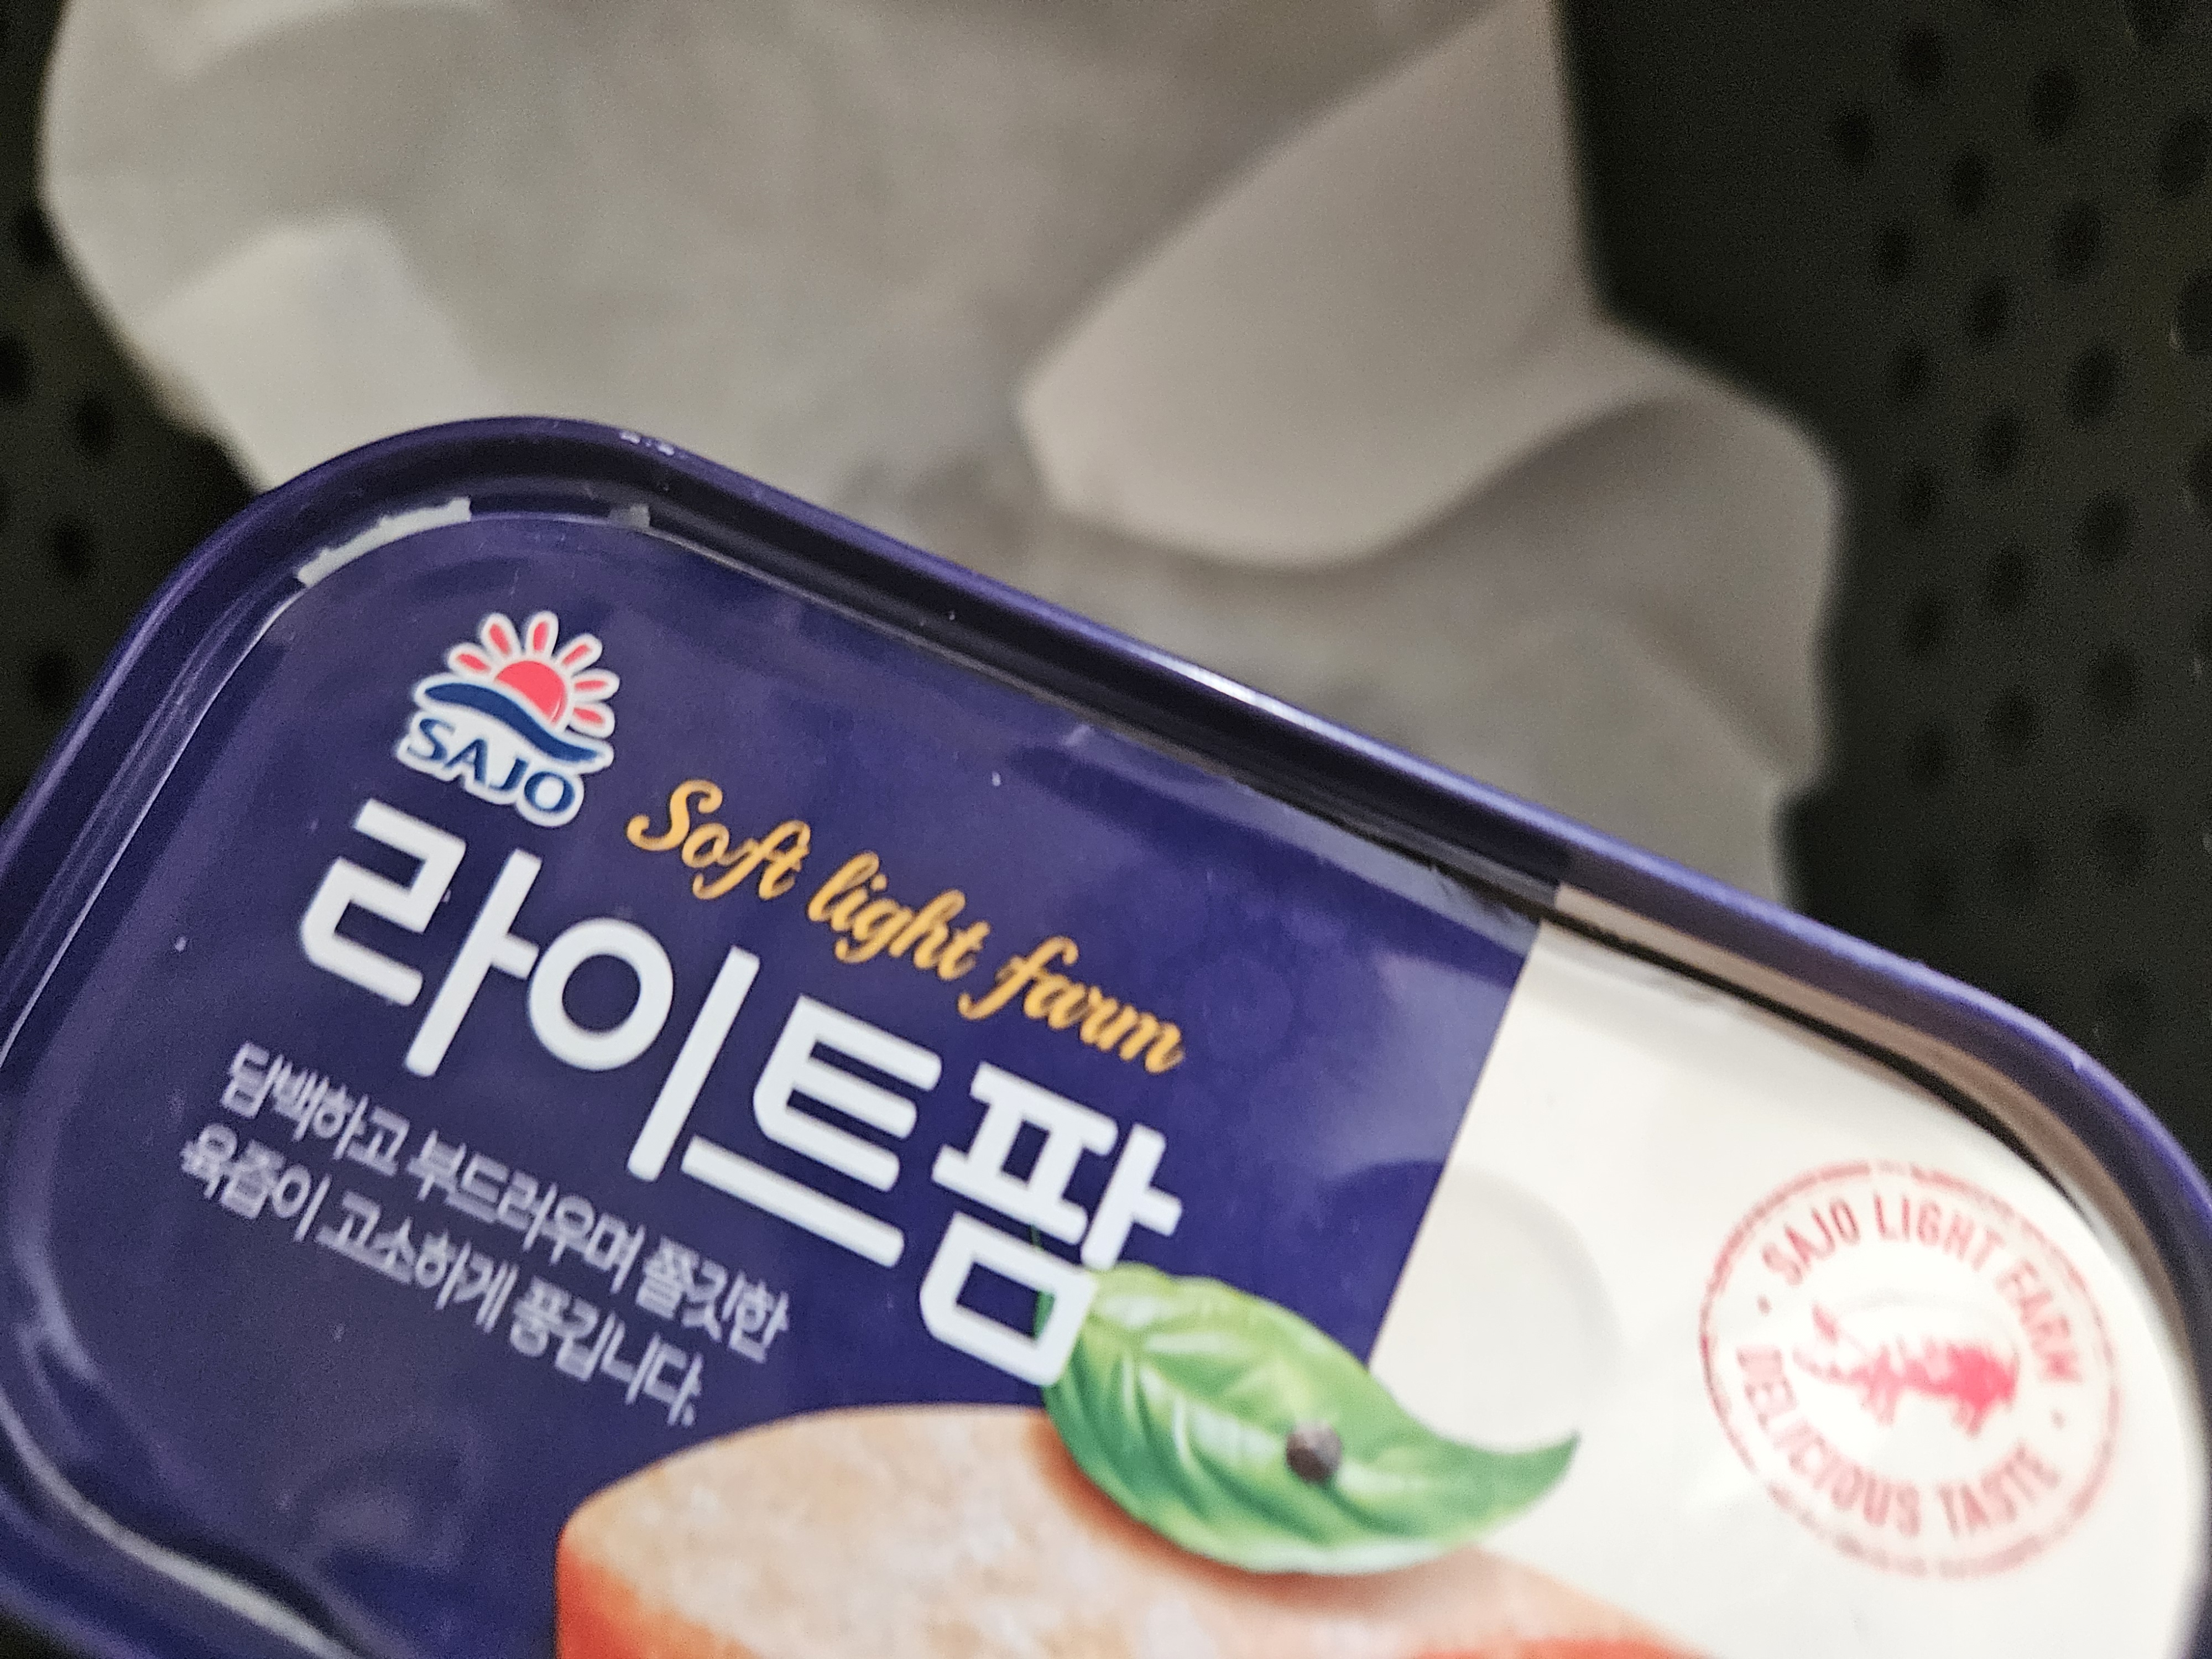 SAJO
Soft light farm
라이트팜
담백하고 부드러우며 쫄깃한
육즙이 고소하게 풍깁니다.
SAJO LIGHT FARM
DELICIOUS TASTE